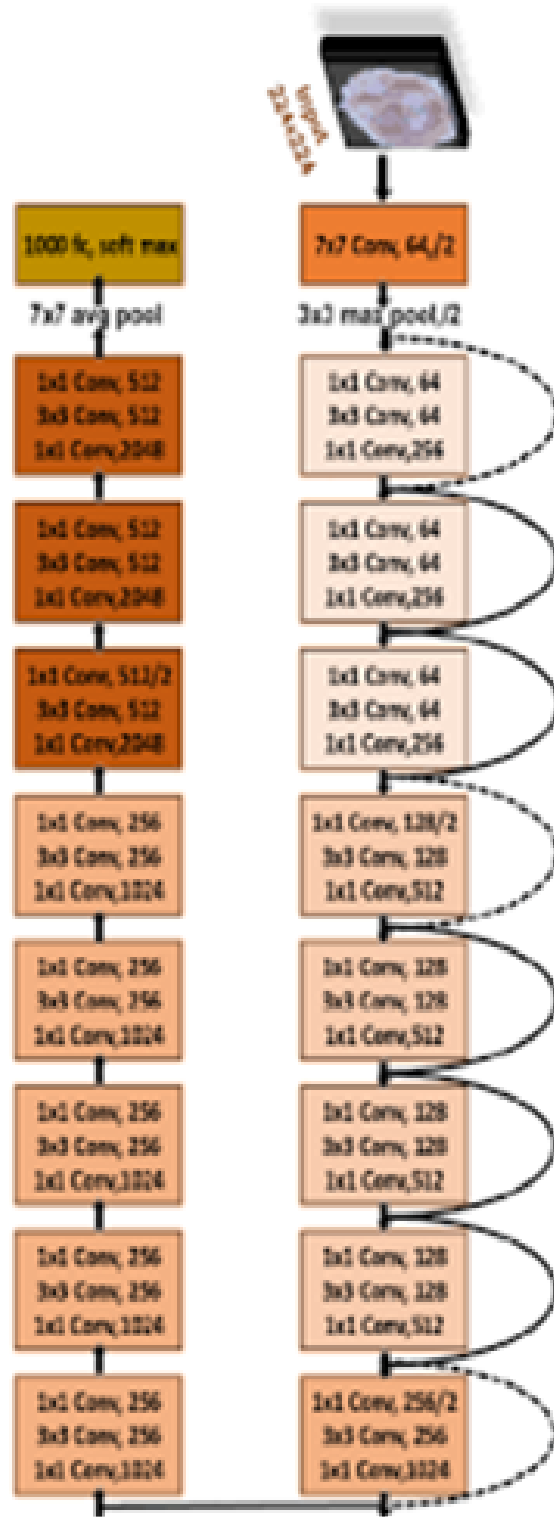 Input
224x224
7x7 Conv, 64,/2
3x3 max pool,/2
1x1 Conv, 64
3x3 Conv, 64
1x1 Conv,256
1x1 Conv, 64
3x3 Conv, 64
1x1 Conv,256
1x1 Conv, 64
3x3 Conv, 64
1x1 Conv,256
1x1 Conv, 128/2
3x3 Conv, 128
1x1 Conv,512
1x1 Conv, 128
3x3 Conv, 128
1x1 Conv,512
1x1 Conv, 128
3x3 Conv, 128
1x1 Conv,512
1x1 Conv, 128
3x3 Conv, 128
1x1 Conv,512
1x1 Conv, 256/2
3x3 Conv, 256
1x1 Conv,1024
1000 fc, soft max
7x7 avg pool
1x1 Conv, 512
3x3 Conv, 512
1x1 Conv,2048
1x1 Conv, 512
3x3 Conv, 512
1x1 Conv,2048
1x1 Conv, 512/2
3x3 Conv, 512
1x1 Conv,2048
1x1 Conv, 256
3x3 Conv, 256
1x1 Conv,1024
1x1 Conv, 256
3x3 Conv, 256
1x1 Conv,1024
1x1 Conv, 256
3x3 Conv, 256
1x1 Conv,1024
1x1 Conv, 256
3x3 Conv, 256
1x1 Conv,1024
1x1 Conv, 256
3x3 Conv, 256
1x1 Conv,1024